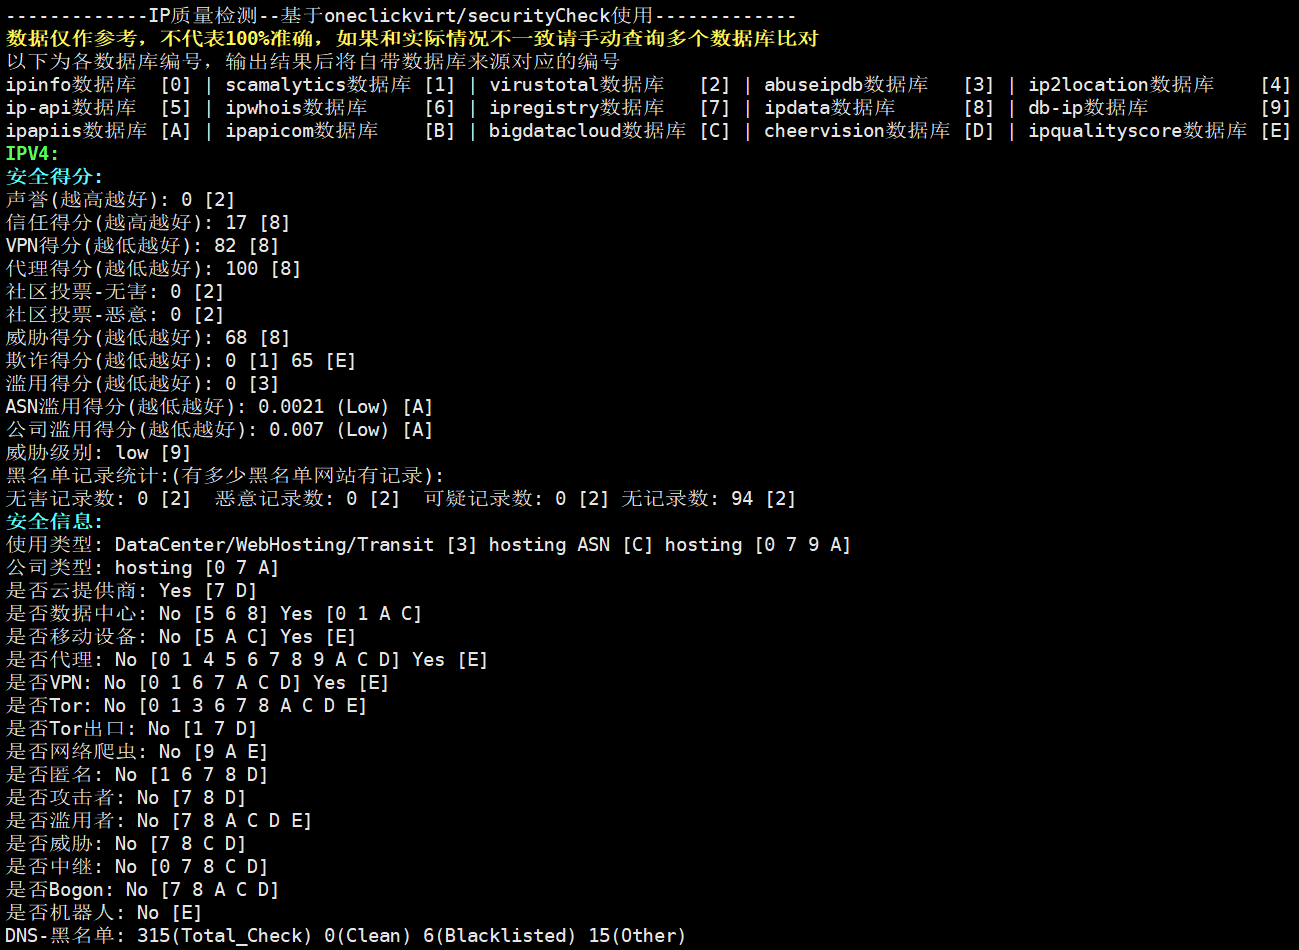 -------------IP质量检测--基于oneclickvirt/securityCheck使用-------------
数据仅作参考，不代表100%准确，如果和实际情况不一致请手动查询多个数据库比对
以下为各数据库编号，输出结果后将自带数据库来源对应的编号
ipinfo数据库  [0] | scamalytics数据库 [1] | virustotal数据库   [2] | abuseipdb数据库   [3] | ip2location数据库    [4]
ip-api数据库  [5] | ipwhois数据库     [6] | ipregistry数据库   [7] | ipdata数据库      [8] | db-ip数据库          [9]
ipapiis数据库 [A] | ipapicom数据库    [B] | bigdatacloud数据库 [C] | cheervision数据库 [D] | ipqualityscore数据库 [E]
IPV4:
安全得分:
声誉(越高越好): 0 [2]
信任得分(越高越好): 17 [8]
VPN得分(越低越好): 82 [8]
代理得分(越低越好): 100 [8]
社区投票-无害: 0 [2]
社区投票-恶意: 0 [2]
威胁得分(越低越好): 68 [8]
欺诈得分(越低越好): 0 [1] 65 [E]
滥用得分(越低越好): 0 [3]
ASN滥用得分(越低越好): 0.0021 (Low) [A]
公司滥用得分(越低越好): 0.007 (Low) [A]
威胁级别: low [9]
黑名单记录统计:(有多少黑名单网站有记录):
无害记录数: 0 [2]  恶意记录数: 0 [2]  可疑记录数: 0 [2] 无记录数: 94 [2]
安全信息:
使用类型: DataCenter/WebHosting/Transit [3] hosting ASN [C] hosting [0 7 9 A]
公司类型: hosting [0 7 A]
是否云提供商: Yes [7 D]
是否数据中心: No [5 6 8] Yes [0 1 A C]
是否移动设备: No [5 A C] Yes [E]
是否代理: No [0 1 4 5 6 7 8 9 A C D] Yes [E]
是否VPN: No [0 1 6 7 A C D] Yes [E]
是否Tor: No [0 1 3 6 7 8 A C D E]
是否Tor出口: No [1 7 D]
是否网络爬虫: No [9 A E]
是否匿名: No [1 6 7 8 D]
是否攻击者: No [7 8 D]
是否滥用者: No [7 8 A C D E]
是否威胁: No [7 8 C D]
是否中继: No [0 7 8 C D]
是否Bogon: No [7 8 A C D]
是否机器人: No [E]
DNS-黑名单: 315(Total_Check) 0(Clean) 6(Blacklisted) 15(Other)